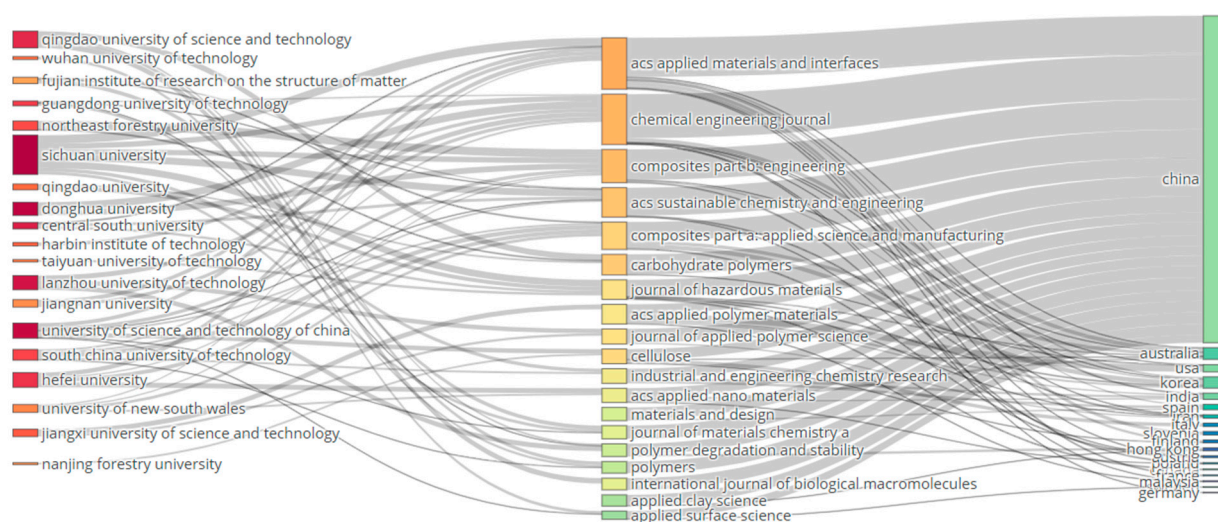 qingdao university of science and technology
wuhan university of technology
fujian institute of research on the structure of matter
guangdong university of technology
northeast forestry university
sichuan university
qingdao university
donghua university
central south university
harbin institute of technology
taiyuan university of technology
lanzhou university of technology
jiangnan university
university of science and technology of china
south china university of technology
hefei university
university of new south wales
jiangxi university of science and technology
nanjing forestry university
acs applied materials and interfaces
chemical engineering journal
composites part b: engineering
acs sustainable chemistry and engineering
composites part a: applied science and manufacturing
carbohydrate polymers
journal of hazardous materials
acs applied polymer materials
journal of applied polymer science
cellulose
industrial and engineering chemistry research
acs applied nano materials
materials and design
journal of materials chemistry a
polymer degradation and stability
polymers
international journal of biological macromolecules
applied clay science
applied surface science
china
australia
usa
korea
india
spain
iran
italy
slovenia
finland
hong kong
poland
france
malaysia
germany